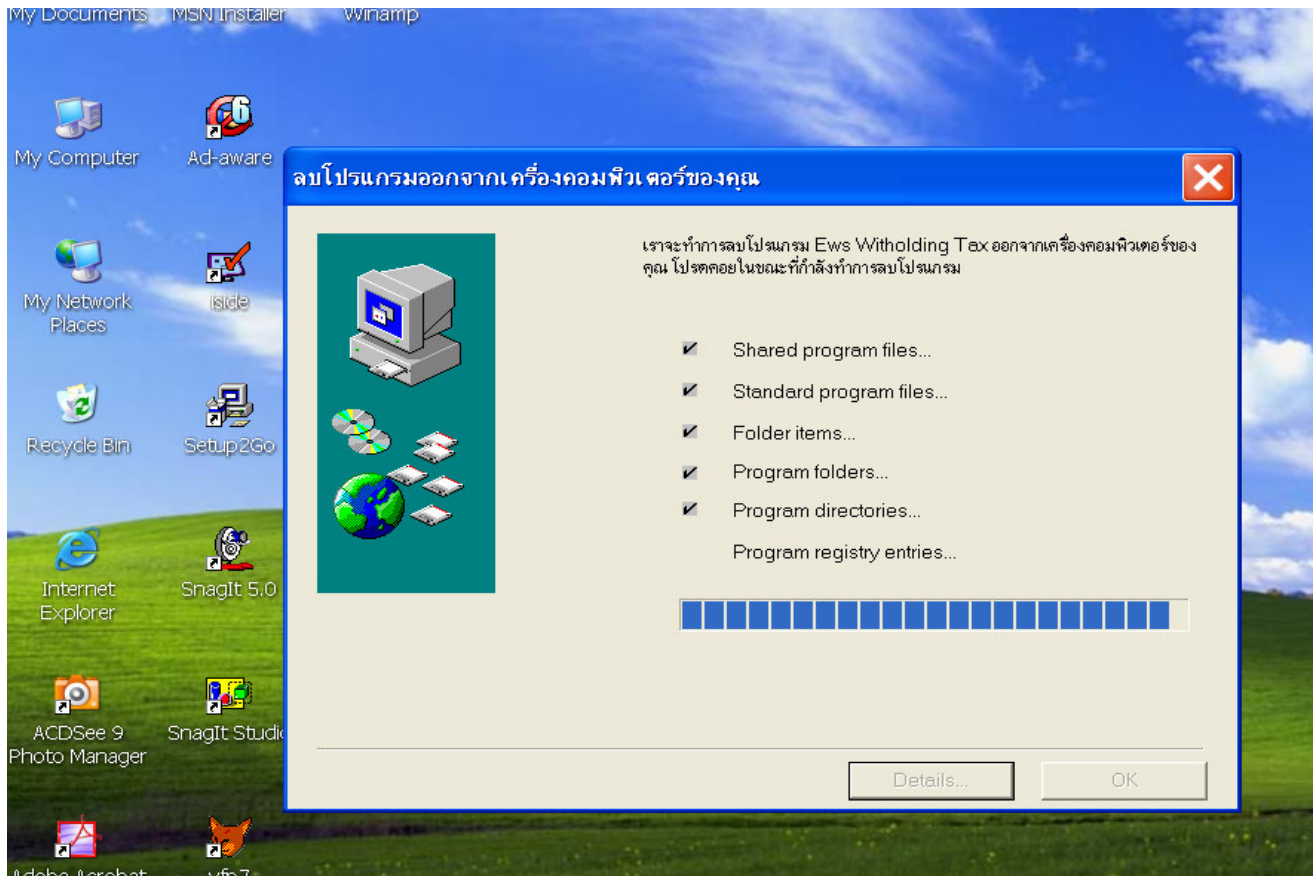 My Documents
MSN Installer
Winamp
My Computer
Ad-aware
6
ลบโปรแกรมออกจากเครื่องคอมพิวเตอร์ของคุณ
เราจะทำการลบโปรแกรม Ews Witholding Tax ออกจากเครื่องคอมพิวเตอร์ของ
คุณ โปรดคอยในขณะที่กำลังทำการลบโปรแกรม
My Network
Places
iside
Shared program files...
Standard program files...
Folder items...
Program folders...
Program directories...
Program registry entries...
Recycle Bin
Setup2Go
Internet
Explorer
SnagIt 5.0
ACDSee 9
Photo Manager
SnagIt Studio
Details...
OK
Adobe Acrobat
vfp7